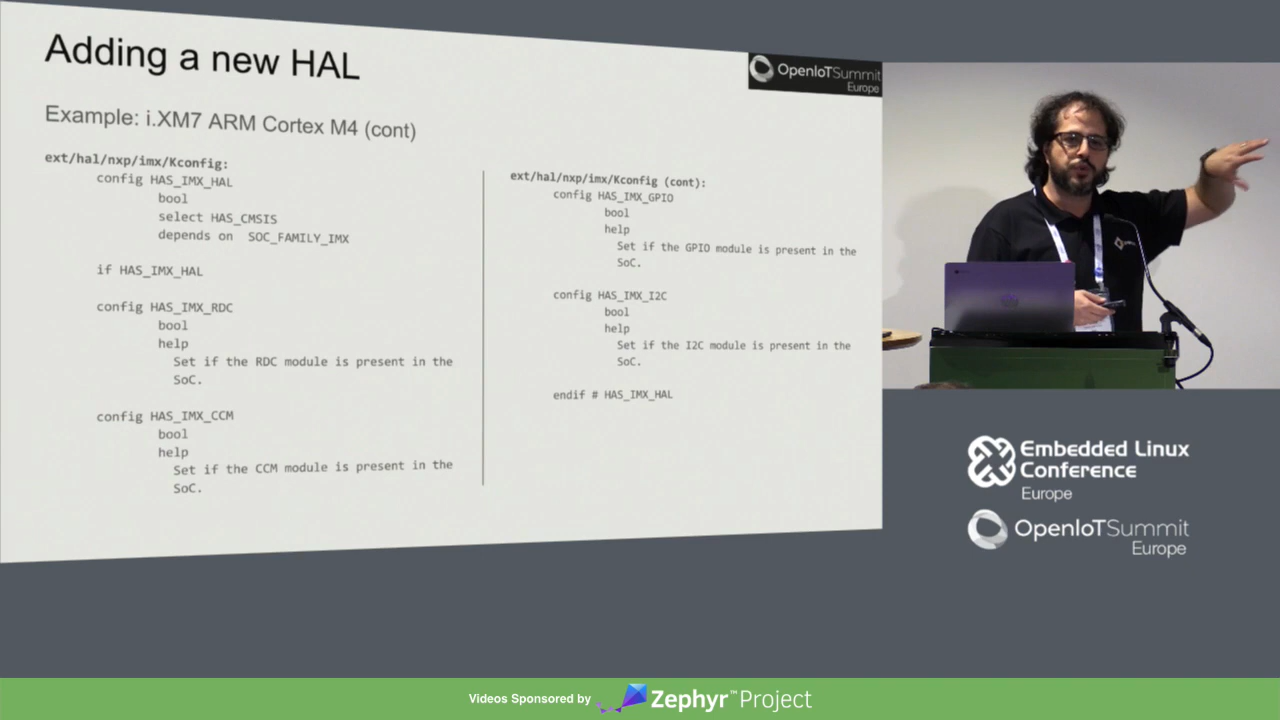 Adding a new HAL
OpenIoTSummit
Europe
Example: i.XM7 ARM Cortex M4 (cont)
ext/hal/nxp/imx/Kconfig:
config HAS_IMX_HAL
bool
select HAS_CMSIS
depends on SOC_FAMILY_IMX
if HAS_IMX_HAL
config HAS_IMX_RDC
bool
help
Set if the RDC module is present in the
SoC.
config HAS_IMX_CCM
bool
help
Set if the CCM module is present in the
SoC.
ext/hal/nxp/imx/Kconfig (cont):
config HAS_IMX_GPIO
bool
help
Set if the GPIO module is present in the
SoC.
config HAS_IMX_I2C
bool
help
Set if the I2C module is present in the
SoC.
endif # HAS_IMX_HAL
Embedded Linux
Conference
Europe
OpenIoTSummit
Europe
Videos Sponsored by Zephyr™Project